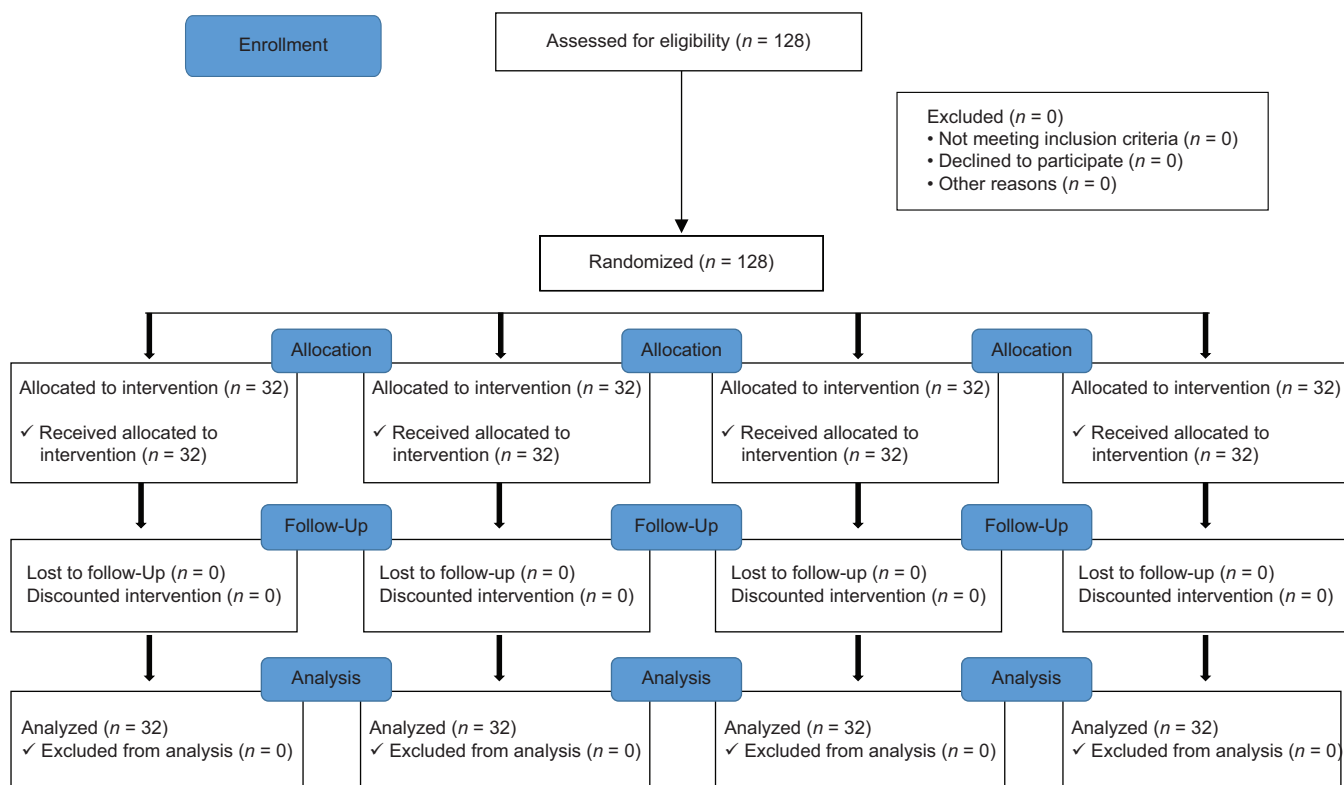 Enrollment
Assessed for eligibility (n = 128)
Excluded (n = 0)
• Not meeting inclusion criteria (n = 0)
• Declined to participate (n = 0)
• Other reasons (n = 0)
Randomized (n = 128)
Allocation
Allocation
Allocation
Allocated to intervention (n = 32)
✓ Received allocated to
intervention (n = 32)
Allocated to intervention (n = 32)
✓ Received allocated to
intervention (n = 32)
Allocated to intervention (n = 32)
✓ Received allocated to
intervention (n = 32)
Allocated to intervention (n = 32)
✓ Received allocated to
intervention (n = 32)
Follow-Up
Follow-Up
Follow-Up
Lost to follow-Up (n = 0)
Discounted intervention (n = 0)
Lost to follow-up (n = 0)
Discounted intervention (n = 0)
Lost to follow-up (n = 0)
Discounted intervention (n = 0)
Lost to follow-up (n = 0)
Discounted intervention (n = 0)
Analysis
Analysis
Analysis
Analyzed (n = 32)
✓ Excluded from analysis (n = 0)
Analyzed (n = 32)
✓ Excluded from analysis (n = 0)
Analyzed (n = 32)
✓ Excluded from analysis (n = 0)
Analyzed (n = 32)
✓ Excluded from analysis (n = 0)